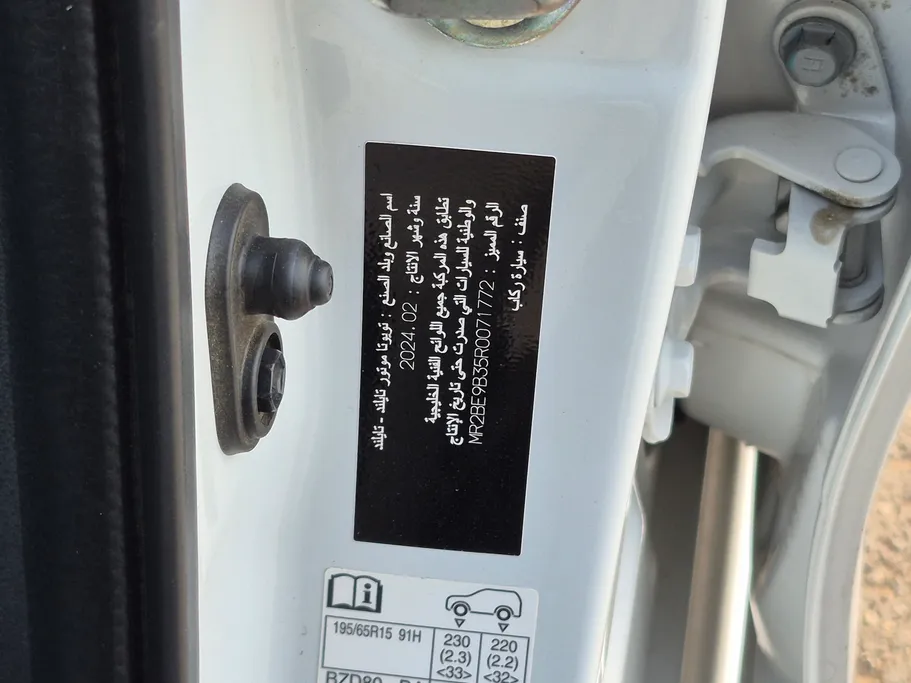 اسم الصانع وبلد الصنع : تويوتا موتور تايلند - تايلند
سنة وشهر الانتاج : 2024.02
تطابق هذه المركبة جميع اللوائح الفنية الخليجية
والوطنية للسيارات التي صدرت حتى تاريخ الإنتاج
الرقم المميز : MR2BE9B35R0071772
صنف : سيارة ركاب
195/65R15 91H
230
(2.3)
<33>
220
(2.2)
<32>